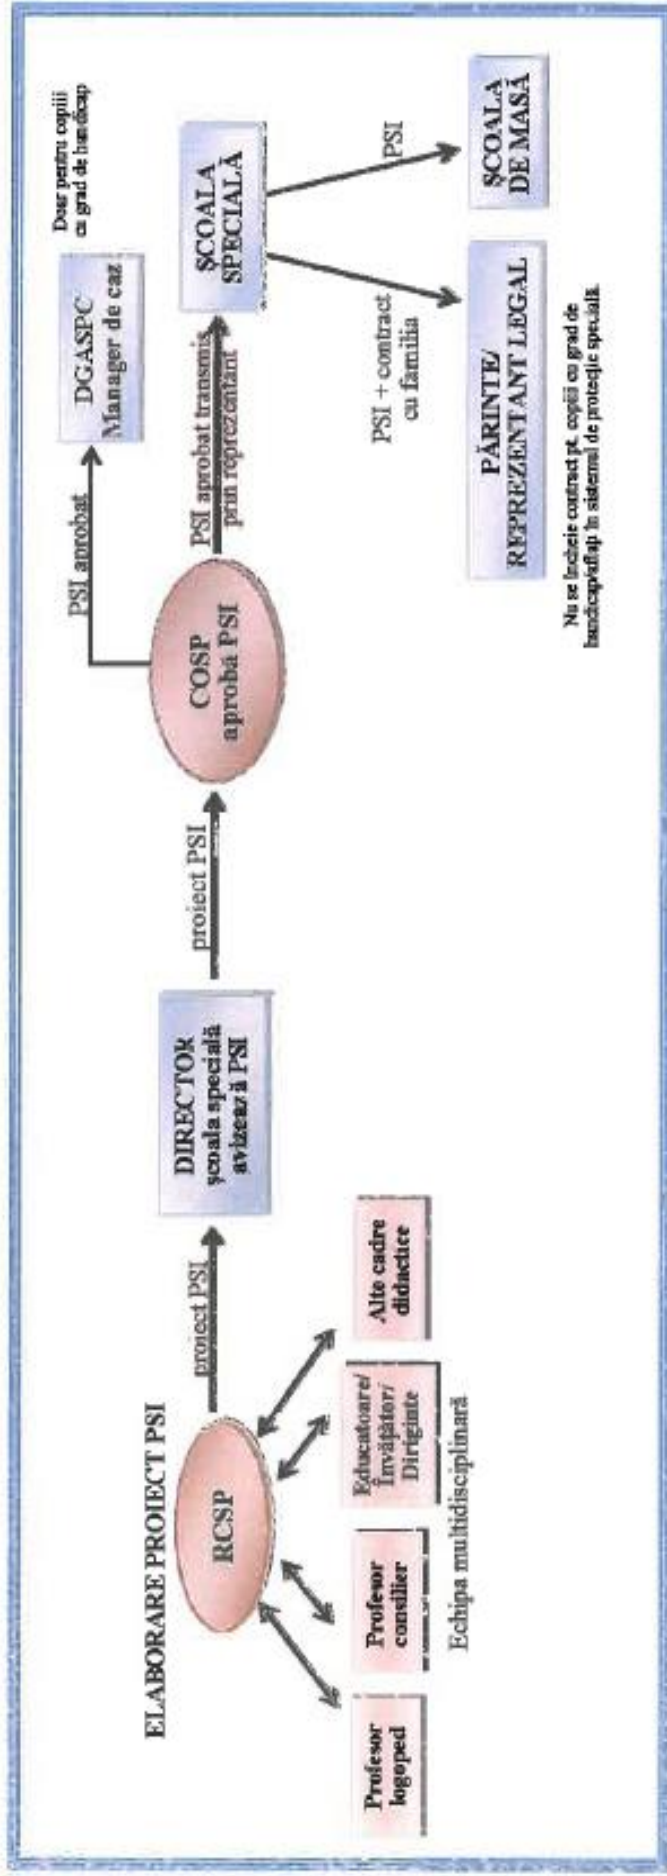 ELABORARE PROIECT PSI
RCSP
Profesor
logoped
Profesor
consilier
Educatoare/
Învățător/
Diriginte
Alte cadre
didactice
Echipa multidisciplinară
proiect PSI
DIRECTOR
școala specială
avizează PSI
proiect PSI
COSP
aprobă PSI
PSI aprobat
DGASPC
Manager de caz
Doar pentru copiii
cu grad de handicap
PSI aprobat transmis
prin reprezentant
ȘCOALA
SPECIALĂ
PSI + contract
cu familia
PSI
PĂRINTE/
REPREZENTANT LEGAL
ȘCOALA
DE MASĂ
Nu se încheie contract pt. copiii cu grad de
handicap/aflați în sistemul de protecție specială.